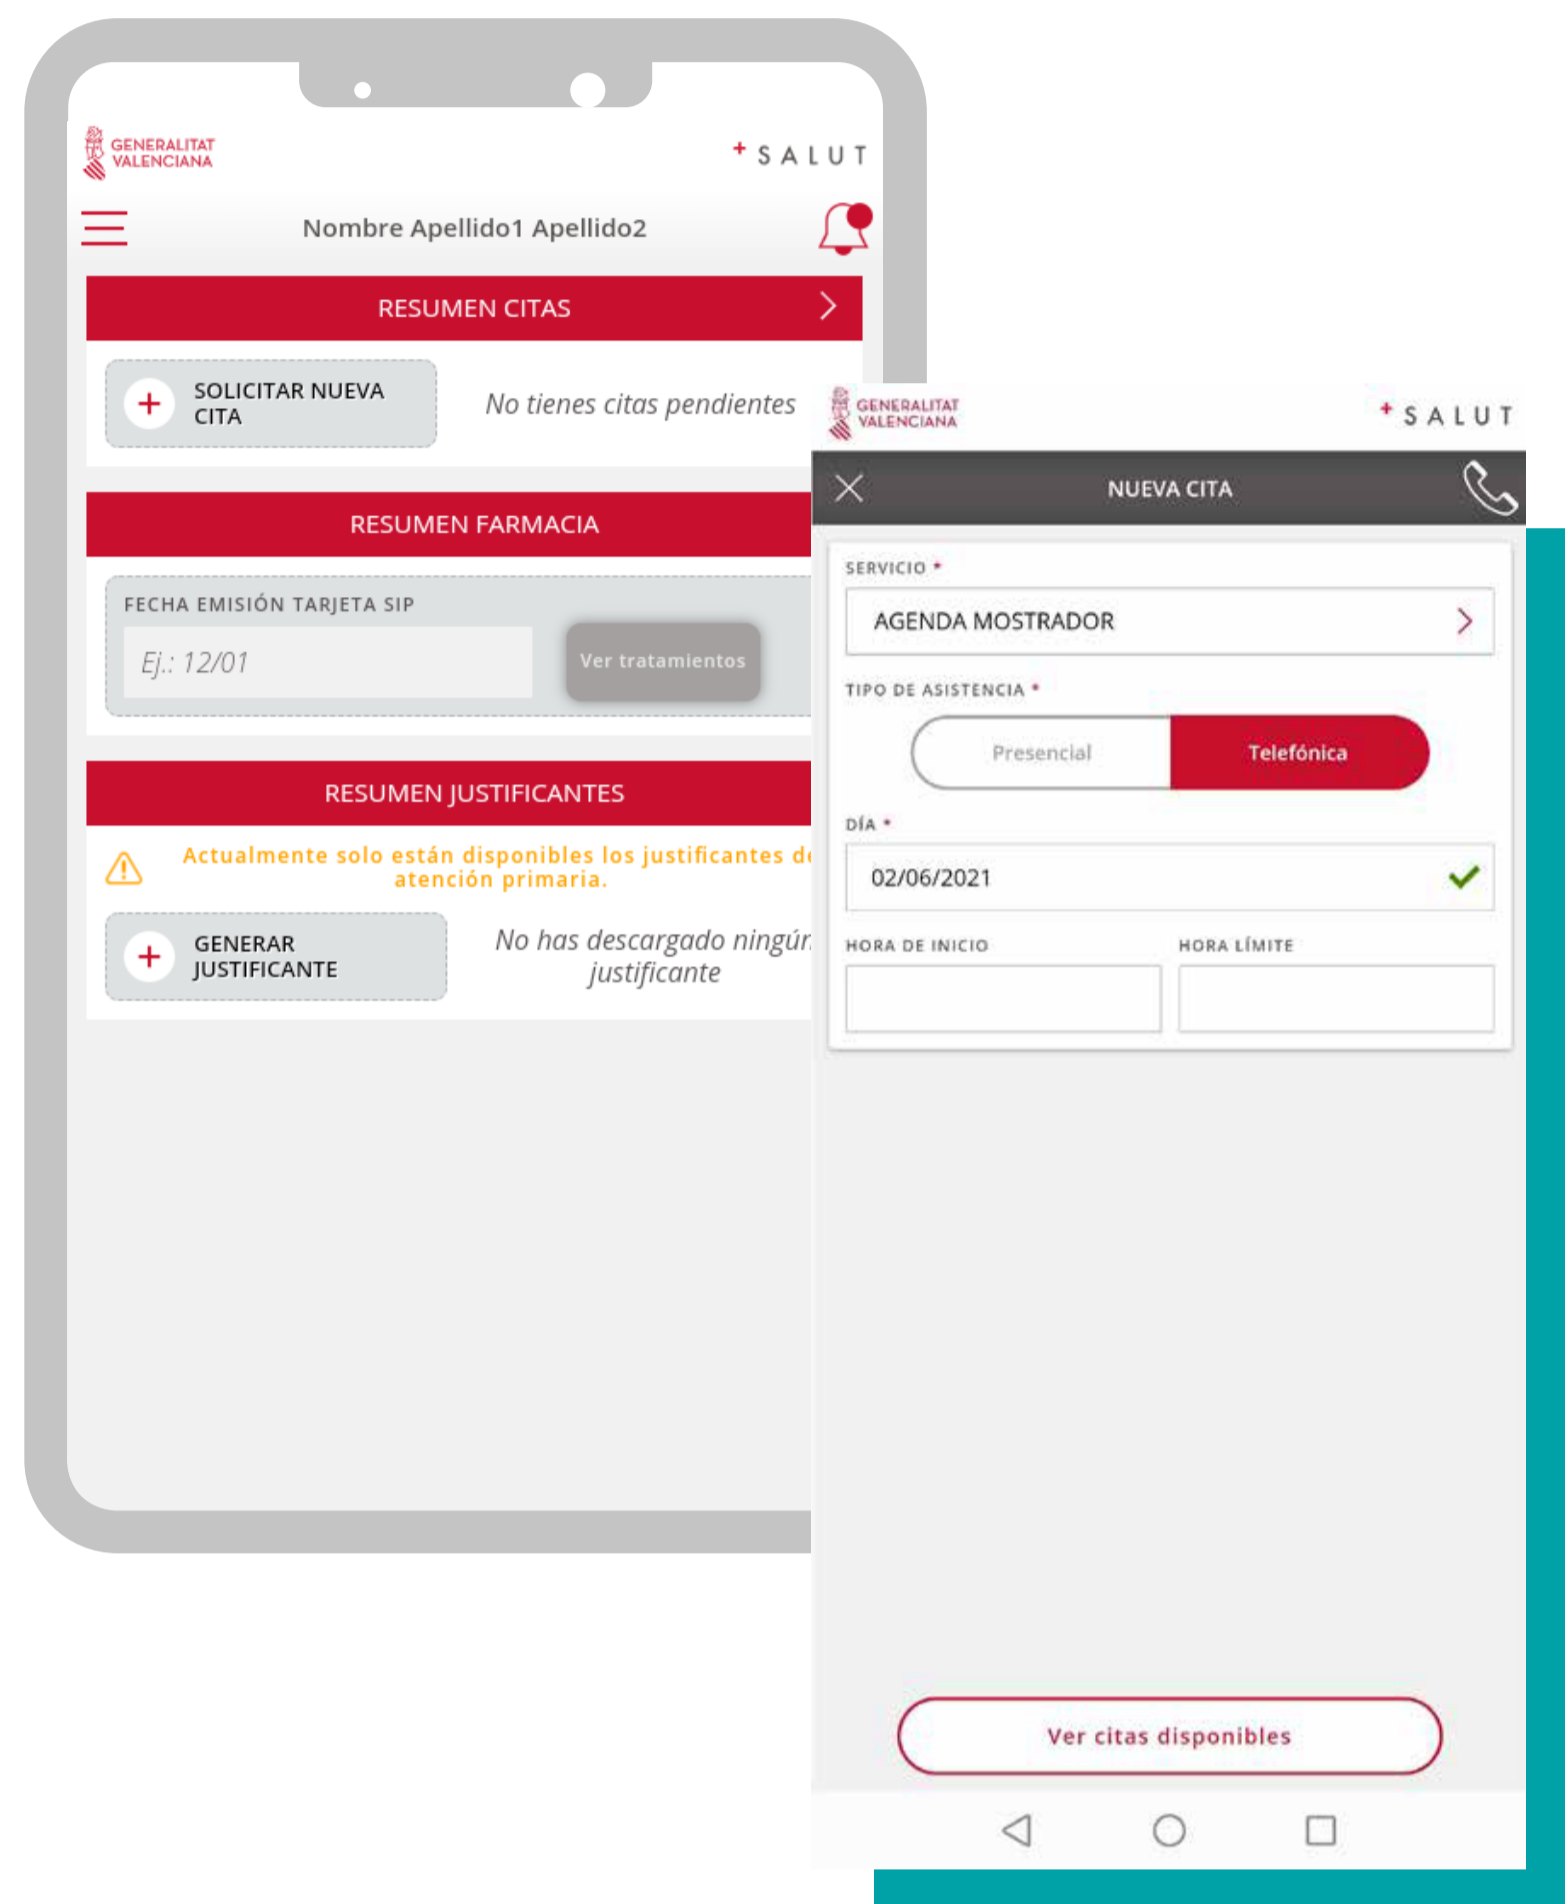 GENERALITAT
VALENCIANA
+ SALUT
Nombre Apellido1 Apellido2
RESUMEN CITAS
SOLICITAR NUEVA
CITA
No tienes citas pendientes
RESUMEN FARMACIA
FECHA EMISIÓN TARJETA SIP
Ej.: 12/01
Ver tratamientos
RESUMEN JUSTIFICANTES
Actualmente solo están disponibles los justificantes de
atención primaria.
GENERAR
JUSTIFICANTE
No has descargado ningún
justificante
GENERALITAT
VALENCIANA
+ SALUT
NUEVA CITA
SERVICIO *
AGENDA MOSTRADOR
TIPO DE ASISTENCIA *
Presencial
Telefónica
DÍA *
02/06/2021
HORA DE INICIO
HORA LÍMITE
Ver citas disponibles